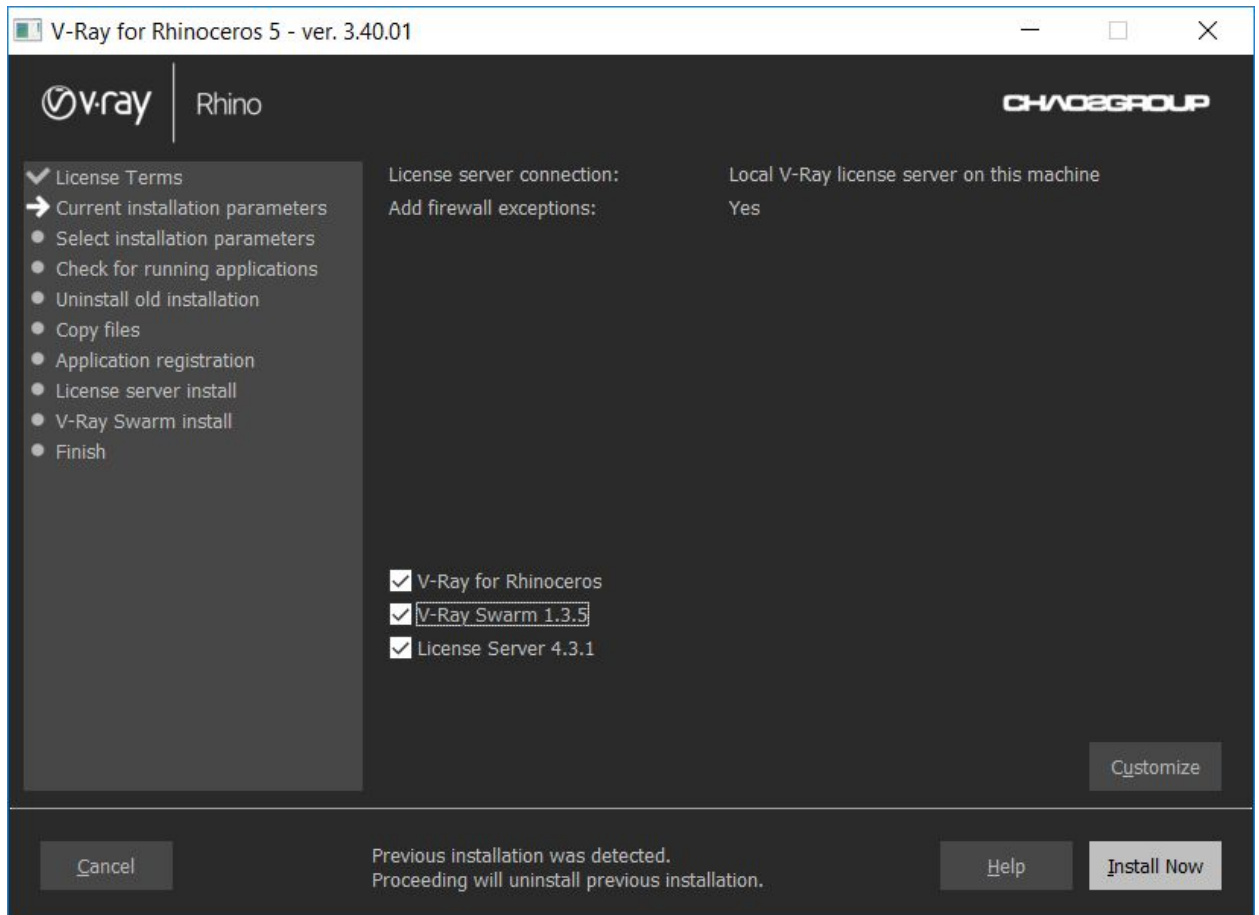 V-Ray for Rhinoceros 5 - ver. 3.40.01
v·ray Rhino
CHAOSGROUP
License Terms
Current installation parameters
Select installation parameters
Check for running applications
Uninstall old installation
Copy files
Application registration
License server install
V-Ray Swarm install
Finish
License server connection: Local V-Ray license server on this machine
Add firewall exceptions: Yes
V-Ray for Rhinoceros
V-Ray Swarm 1.3.5
License Server 4.3.1
Customize
Cancel
Previous installation was detected.
Proceeding will uninstall previous installation.
Help
Install Now